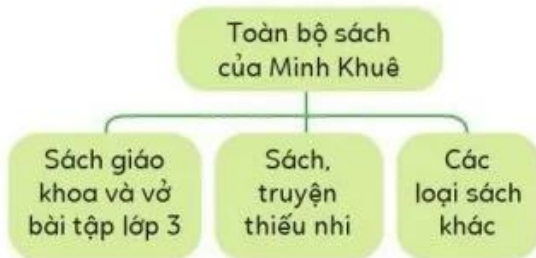 Toàn bộ sách
của Minh Khuê
Sách giáo
khoa và vở
bài tập lớp 3
Sách,
truyện
thiếu nhi
Các
loại sách
khác